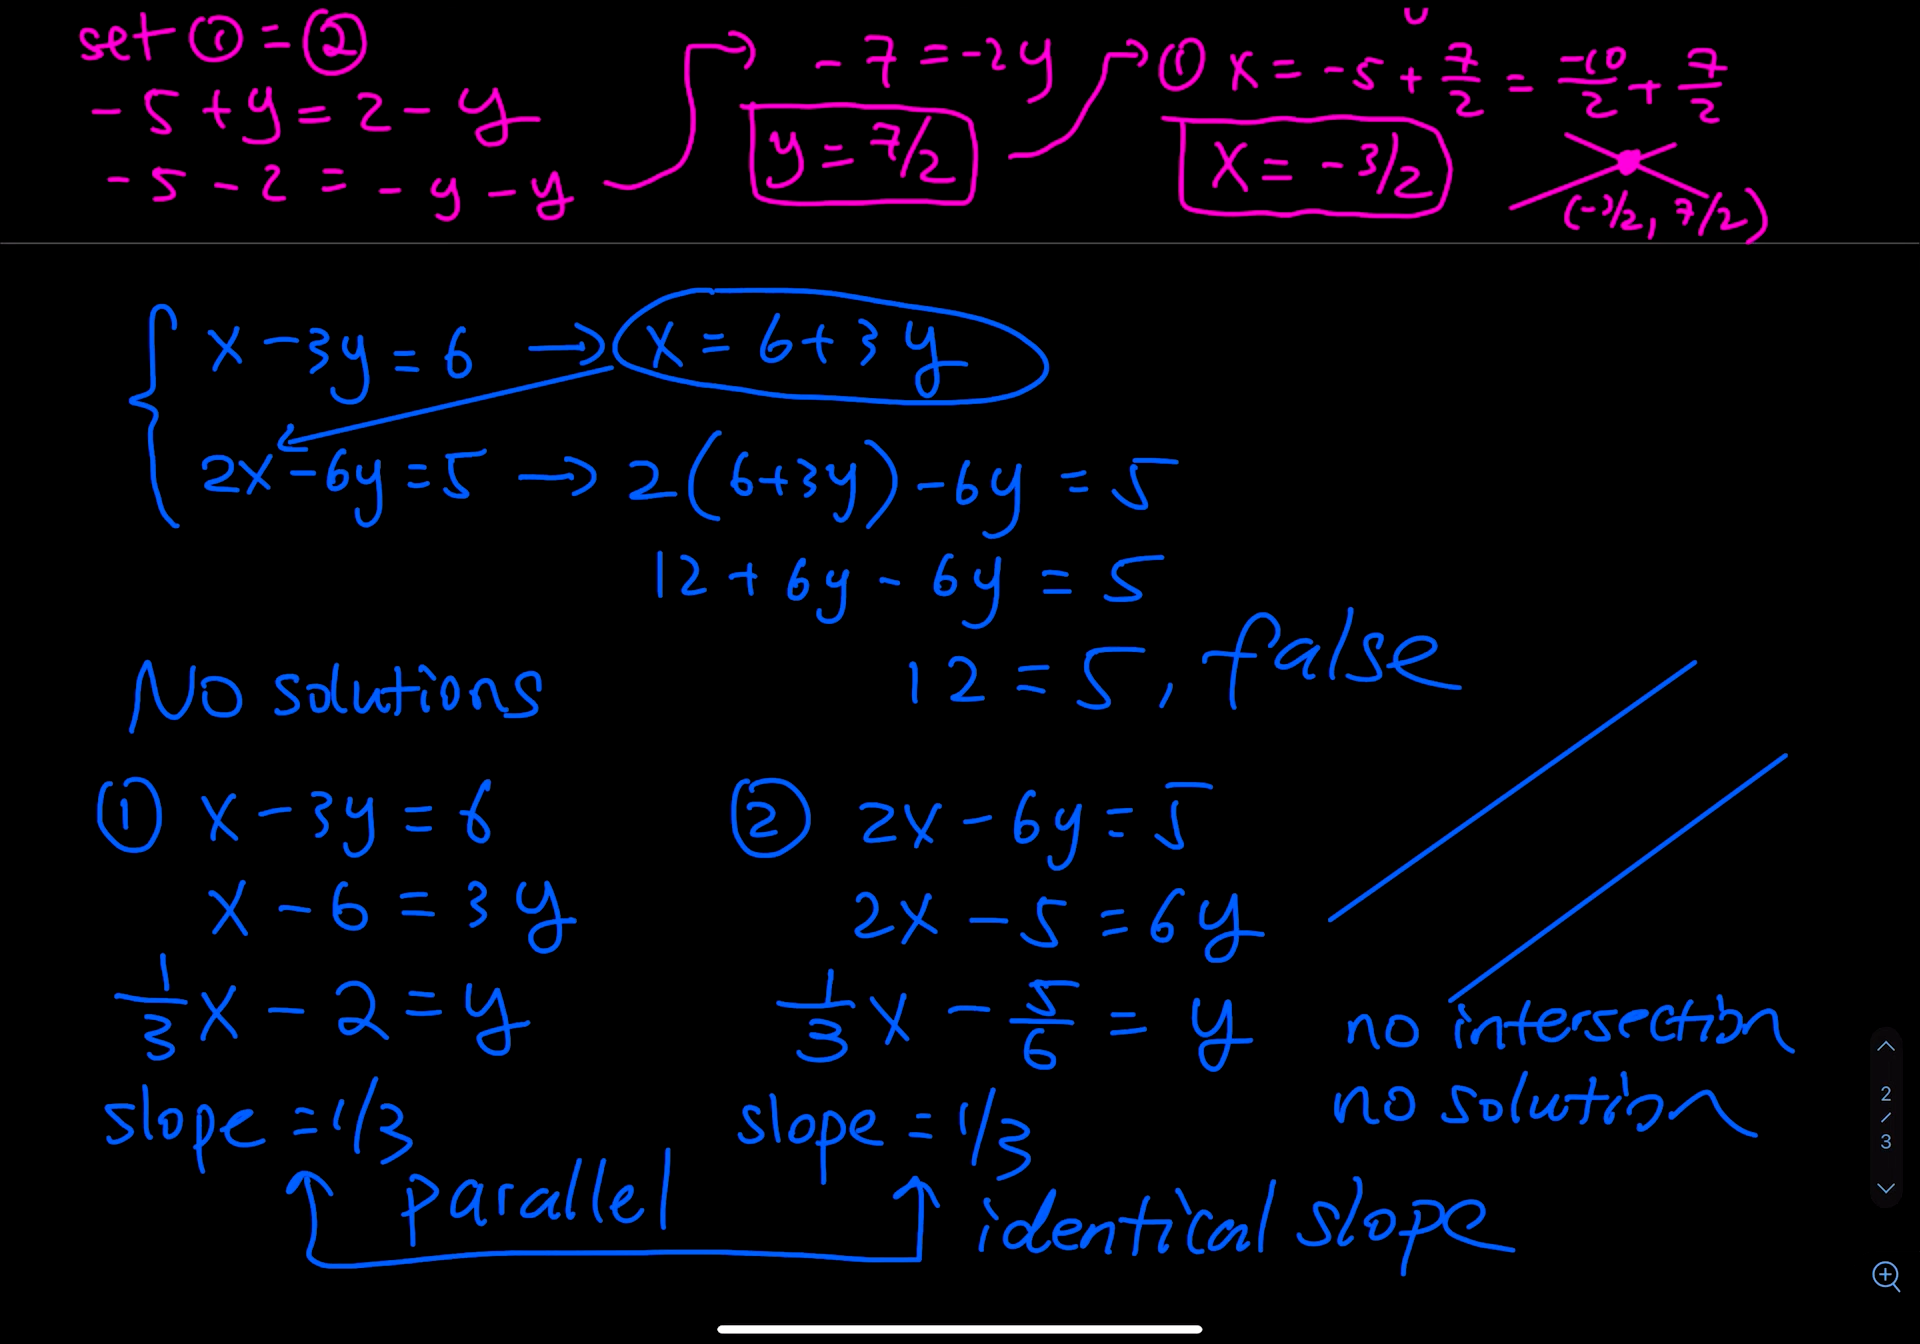 set ① = ②
-5 + y = 2 - y
-5 - 2 = -y - y
-7 = -2y
y = 7/2
① x = -5 + 7/2 = -10/2 + 7/2
x = -3/2
(-3/2, 7/2)
x - 3y = 6 → x = 6 + 3y
2x - 6y = 5 → 2(6+3y) - 6y = 5
12 + 6y - 6y = 5
12 = 5, false
No solutions
① x - 3y = 6
x - 6 = 3y
1/3 x - 2 = y
slope = 1/3
② 2x - 6y = 5
2x - 5 = 6y
1/3 x - 5/6 = y
slope = 1/3
parallel
identical slope
no intersection
no solution
2
/
3